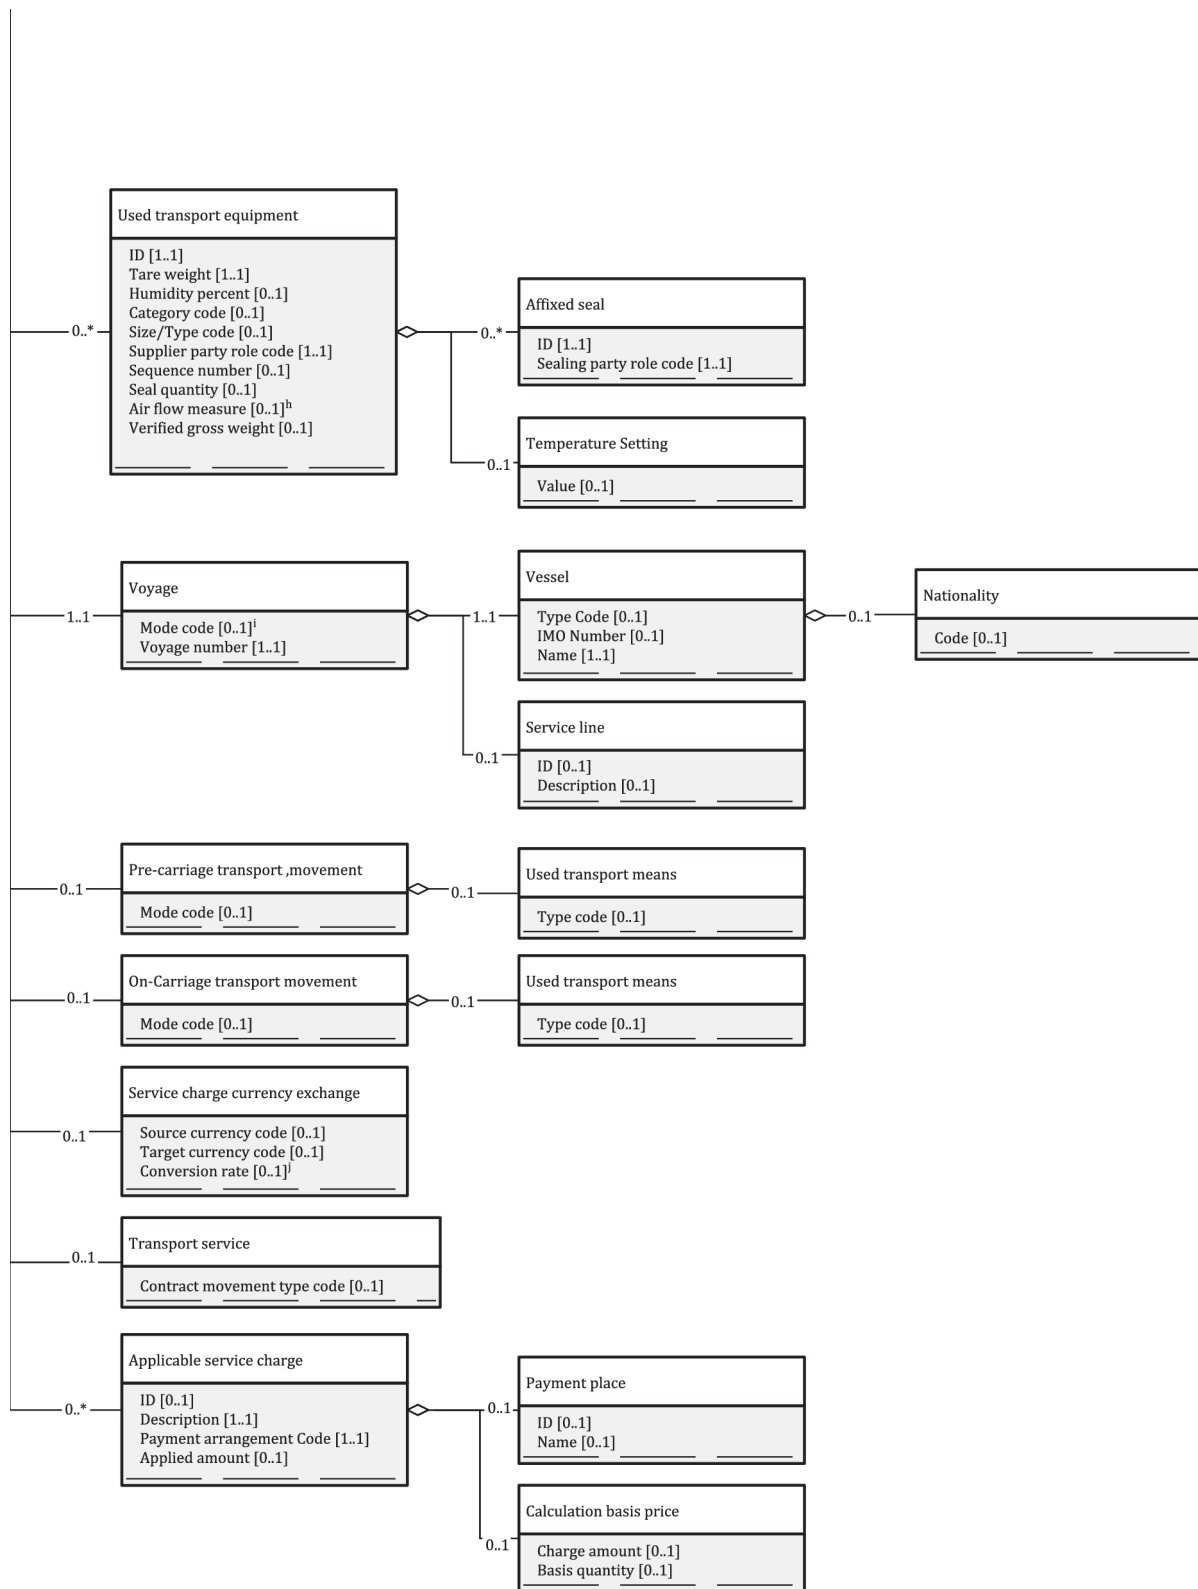 Used transport equipment
ID [1..1]
Tare weight [1..1]
Humidity percent [0..1]
Category code [0..1]
0..*
Size/Type code [0..1]
Supplier party role code [1..1]
Sequence number [0..1]
Seal quantity [0..1]
Air flow measure [0..1]h
Verified gross weight [0..1]
Affixed seal
0..*
ID [1..1]
Sealing party role code [1..1]
Temperature Setting
0..1
Value [0..1]
Voyage
1..1
Mode code [0..1]i
Voyage number [1..1]
Vessel
1..1
Type Code [0..1]
IMO Number [0..1]
Name [1..1]
0..1
Nationality
Code [0..1]
Service line
0..1
ID [0..1]
Description [0..1]
Pre-carriage transport ,movement
0..1
Mode code [0..1]
0..1
Used transport means
Type code [0..1]
On-Carriage transport movement
0..1
Mode code [0..1]
0..1
Used transport means
Type code [0..1]
Service charge currency exchange
0..1
Source currency code [0..1]
Target currency code [0..1]
Conversion rate [0..1]j
Transport service
0..1
Contract movement type code [0..1]
Applicable service charge
0..*
ID [0..1]
Description [1..1]
Payment arrangement Code [1..1]
Applied amount [0..1]
Payment place
0..1
ID [0..1]
Name [0..1]
Calculation basis price
0..1
Charge amount [0..1]
Basis quantity [0..1]